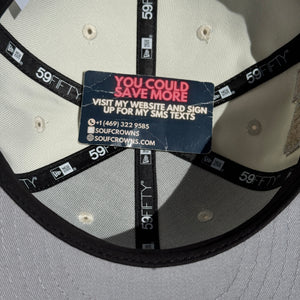 59FIFTY
YOU COULD
SAVE MORE
VISIT MY WEBSITE AND SIGN
UP FOR MY SMS TEXTS
+1 (469) 322 9585
SOUFCROWNS
SOUFCROWNS.COM
59FIFTY
59FIFTY
59FIFTY
59FIFTY
59FIFTY